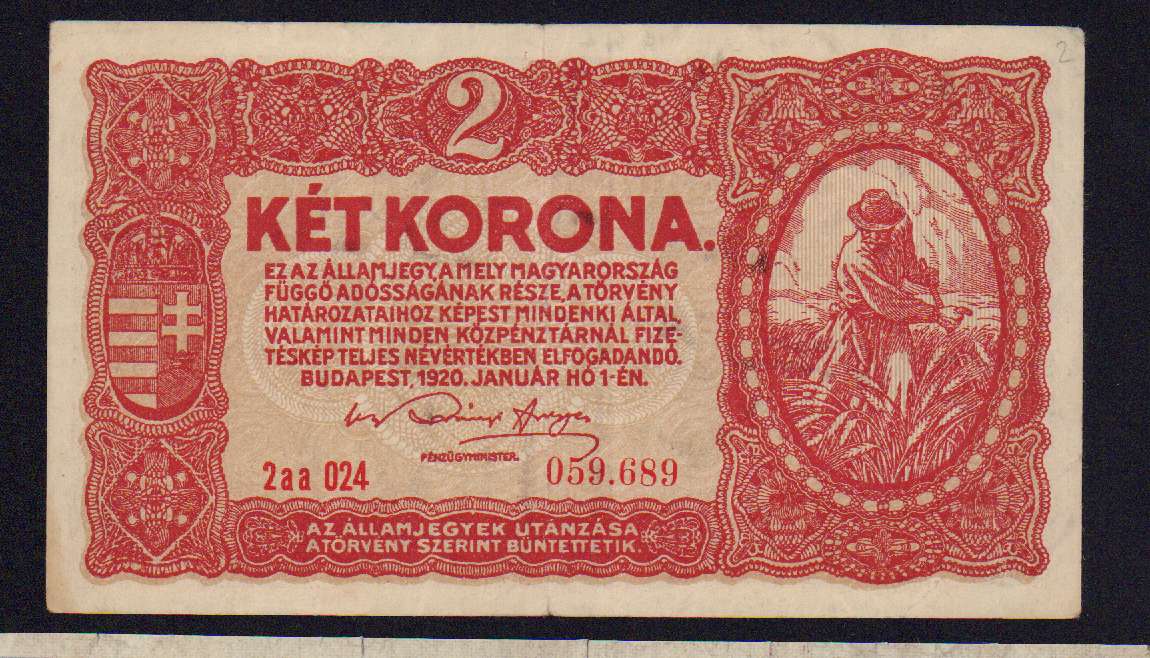 2
2
KÉT KORONA.
EZ AZ ÁLLAMJEGY, A MELY MAGYARORSZÁG
FÜGGŐ ADÓSSÁGÁNAK RÉSZE, A TÖRVÉNY
HATÁROZATAIHOZ KÉPEST MINDENKI ÁLTAL,
VALAMINT MINDEN KÖZPÉNZTÁRNÁL FIZE-
TÉSKÉP TELJES NÉVÉRTÉKBEN ELFOGADANDÓ.
BUDAPEST, 1920. JANUÁR HÓ 1-ÉN.
PÉNZÜGYMINISTER.
2aa 024
059.689
AZ ÁLLAMJEGYEK UTÁNZÁSA
A TÖRVÉNY SZERINT BÜNTETTETIK.